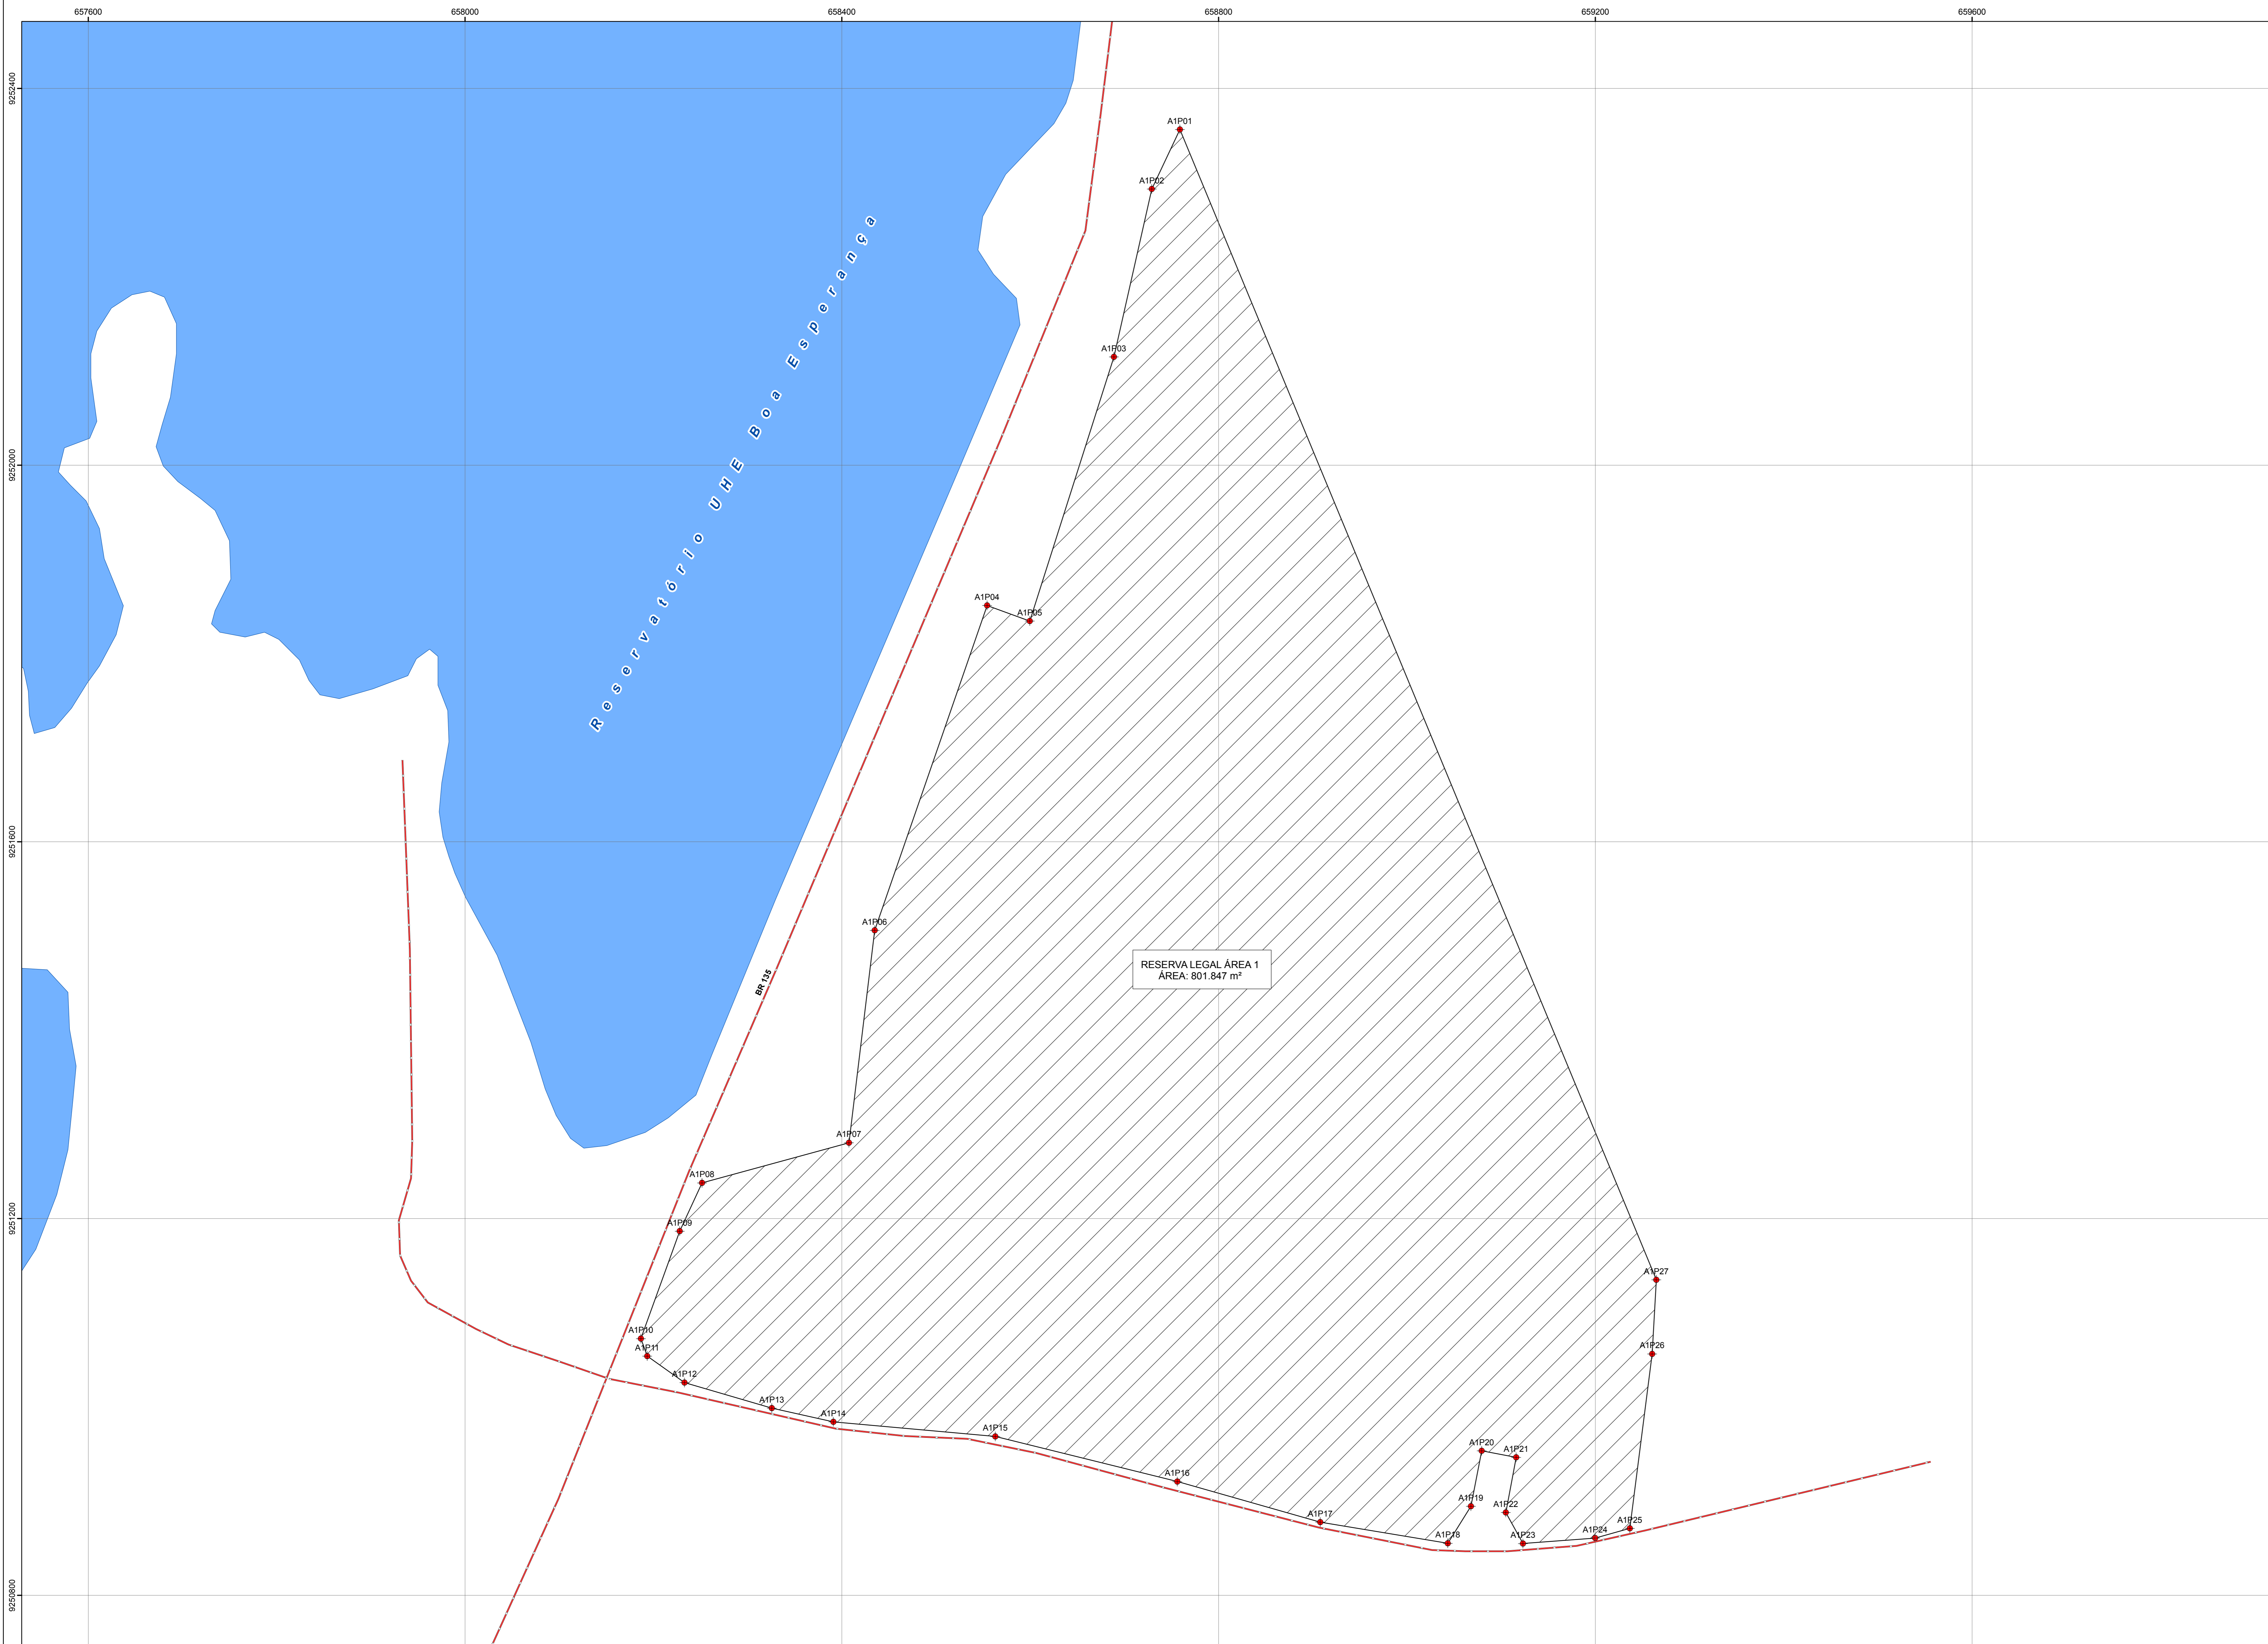 657600
658000
658400
658800
659200
659600
9252400
9252000
9251600
9251200
9250800
Reservatório UHE Boa Esperança
BR 135
A1P01
A1P02
A1P03
A1P04
A1P05
A1P06
RESERVA LEGAL ÁREA 1
ÁREA: 801.847 m²
A1P07
A1P08
A1P09
A1P27
A1P10
A1P11
A1P26
A1P12
A1P13
A1P14
A1P15
A1P20
A1P21
A1P16
A1P19
A1P22
A1P17
A1P25
A1P18
A1P23
A1P24